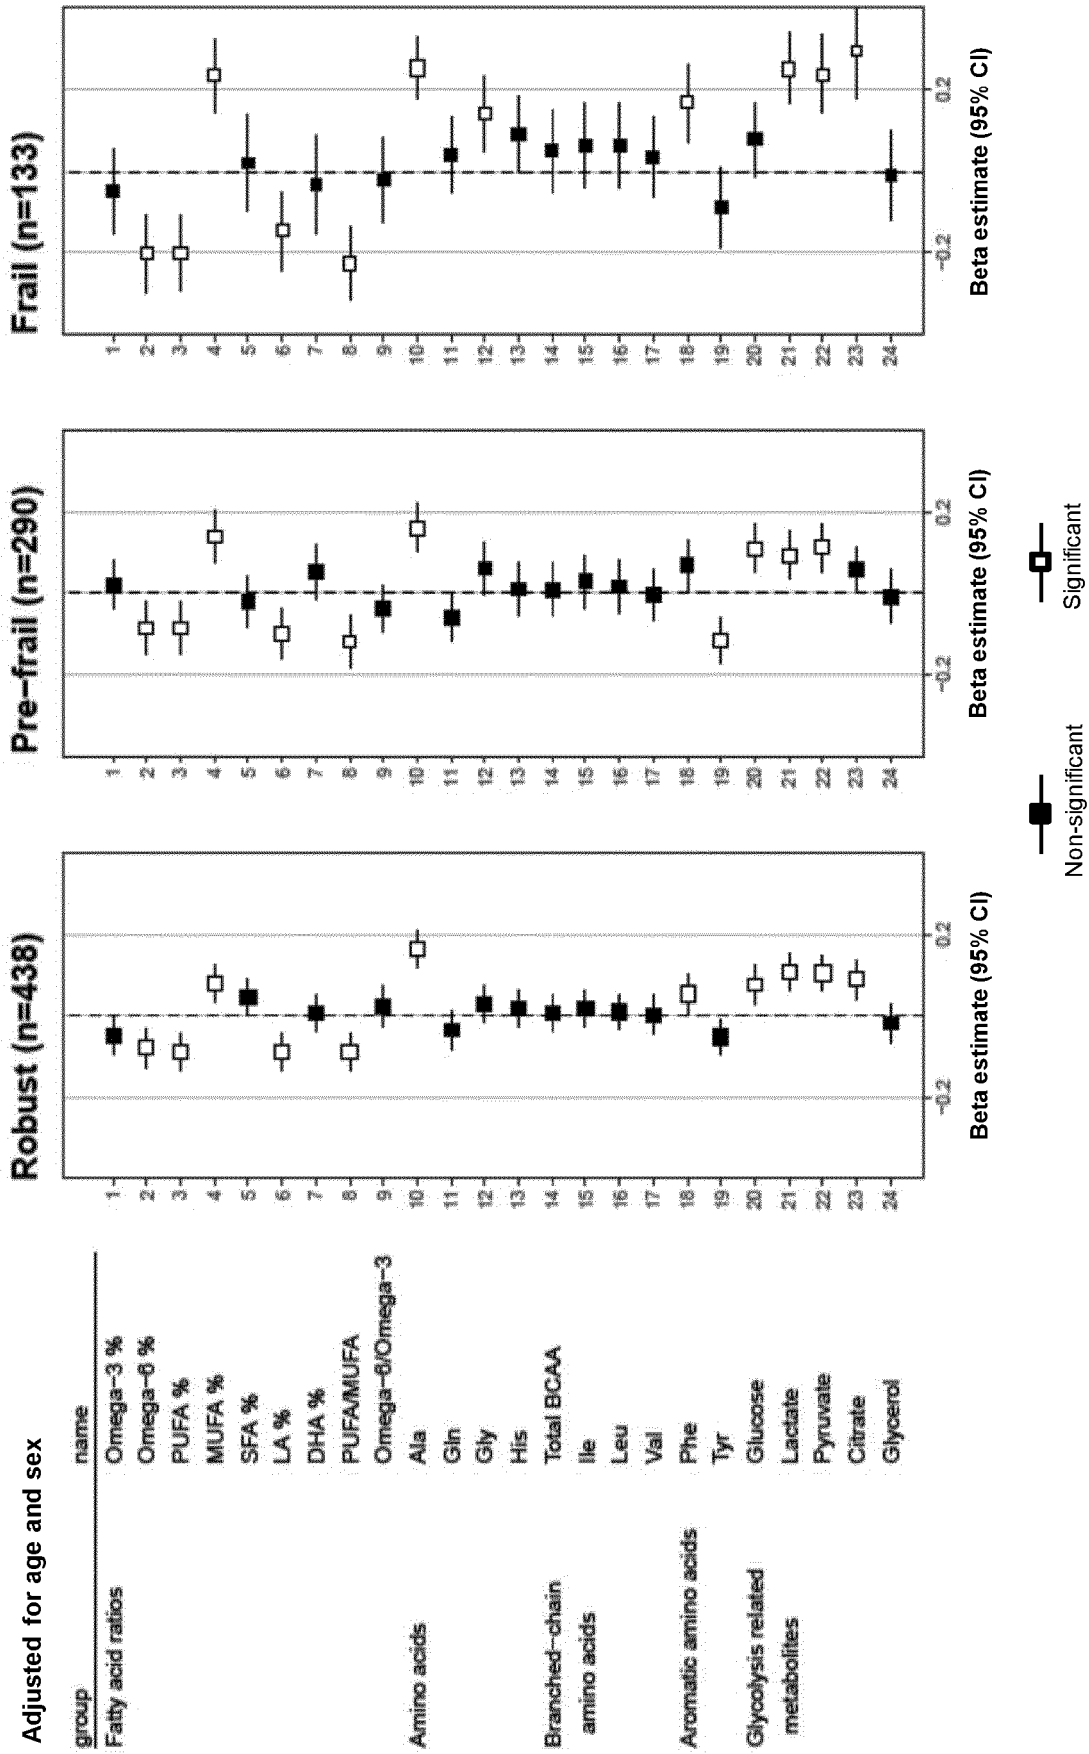 Adjusted for age and sex
Robust (n=438)
Pre-frail (n=290)
Frail (n=133)
group name
Fatty acid ratios Omega-3 % 1 1 1
Omega-6 % 2 2 2
PUFA % 3 3 3
MUFA % 4 4 4
SFA % 5 5 5
LA % 6 6 6
DHA % 7 7 7
PUFA/MUFA 8 8 8
Omega-6/Omega-3 9 9 9
Amino acids Ala 10 10 10
Gln 11 11 11
Gly 12 12 12
His 13 13 13
Branched-chain Total BCAA 14 14 14
amino acids Ile 15 15 15
Leu 16 16 16
Val 17 17 17
Aromatic amino acids Phe 18 18 18
Tyr 19 19 19
Glycolysis related Glucose 20 20 20
metabolites Lactate 21 21 21
Pyruvate 22 22 22
Citrate 23 23 23
Glycerol 24 24 24
-0.2 0.2 -0.2 0.2 -0.2 0.2
Beta estimate (95% CI) Beta estimate (95% CI) Beta estimate (95% CI)
Non-significant Significant